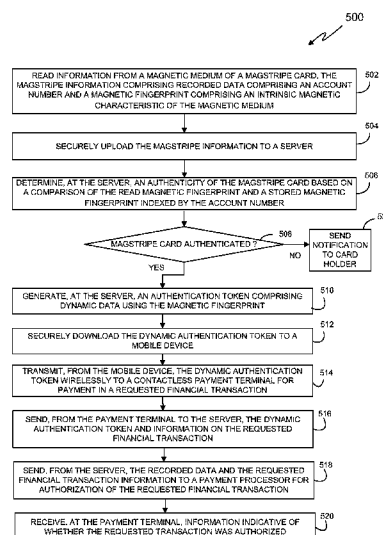 500
READ INFORMATION FROM A MAGNETIC MEDIUM OF A MAGSTRIPE CARD, THE
MAGSTRIPE INFORMATION COMPRISING RECORDED DATA COMPRISING AN ACCOUNT
NUMBER AND A MAGNETIC FINGERPRINT COMPRISING AN INTRINSIC MAGNETIC
CHARACTERISTIC OF THE MAGNETIC MEDIUM
502
SECURELY UPLOAD THE MAGSTRIPE INFORMATION TO A SERVER
504
DETERMINE, AT THE SERVER, AN AUTHENTICITY OF THE MAGSTRIPE CARD BASED ON
A COMPARISON OF THE READ MAGNETIC FINGERPRINT AND A STORED MAGNETIC
FINGERPRINT INDEXED BY THE ACCOUNT NUMBER
506
MAGSTRIPE CARD AUTHENTICATED ?
508
NO
SEND
NOTIFICATION
TO CARD
HOLDER
YES
GENERATE, AT THE SERVER, AN AUTHENTICATION TOKEN COMPRISING
DYNAMIC DATA USING THE MAGNETIC FINGERPRINT
510
SECURELY DOWNLOAD THE DYNAMIC AUTHENTICATION TOKEN TO A
MOBILE DEVICE
512
TRANSMIT, FROM THE MOBILE DEVICE, THE DYNAMIC AUTHENTICATION
TOKEN WIRELESSLY TO A CONTACTLESS PAYMENT TERMINAL FOR
PAYMENT IN A REQUESTED FINANCIAL TRANSACTION
514
SEND, FROM THE PAYMENT TERMINAL TO THE SERVER, THE DYNAMIC
AUTHENTICATION TOKEN AND INFORMATION ON THE REQUESTED
FINANCIAL TRANSACTION
516
SEND, FROM THE SERVER, THE RECORDED DATA AND THE REQUESTED
FINANCIAL TRANSACTION INFORMATION TO A PAYMENT PROCESSOR FOR
AUTHORIZATION OF THE REQUESTED FINANCIAL TRANSACTION
518
RECEIVE, AT THE PAYMENT TERMINAL, INFORMATION INDICATIVE OF
WHETHER THE REQUESTED TRANSACTION WAS AUTHORIZED
520